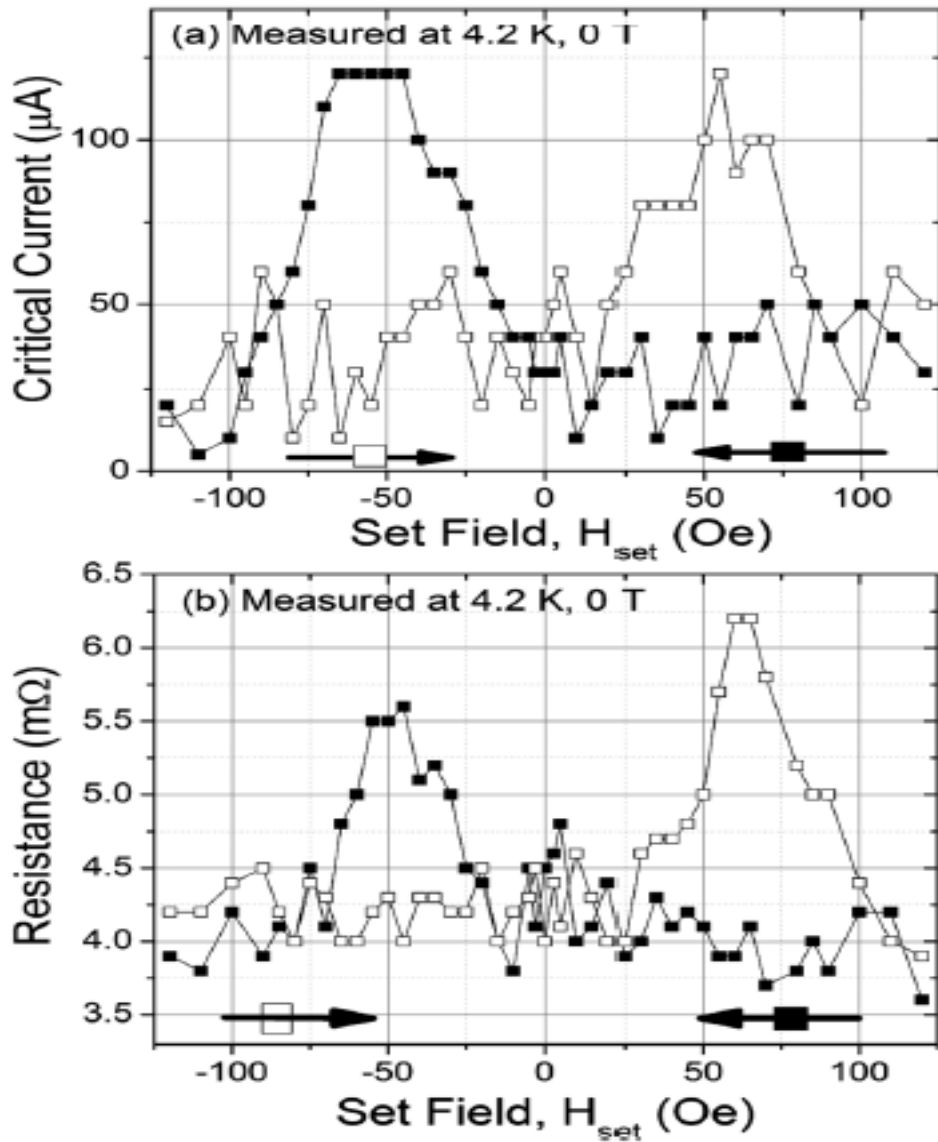 (a) Measured at 4.2 K, 0 T
Critical Current (μA)
100
50
0
-100 -50 0 50 100
Set Field, H_set (Oe)
(b) Measured at 4.2 K, 0 T
Resistance (mΩ)
6.5
6.0
5.5
5.0
4.5
4.0
3.5
-100 -50 0 50 100
Set Field, H_set (Oe)